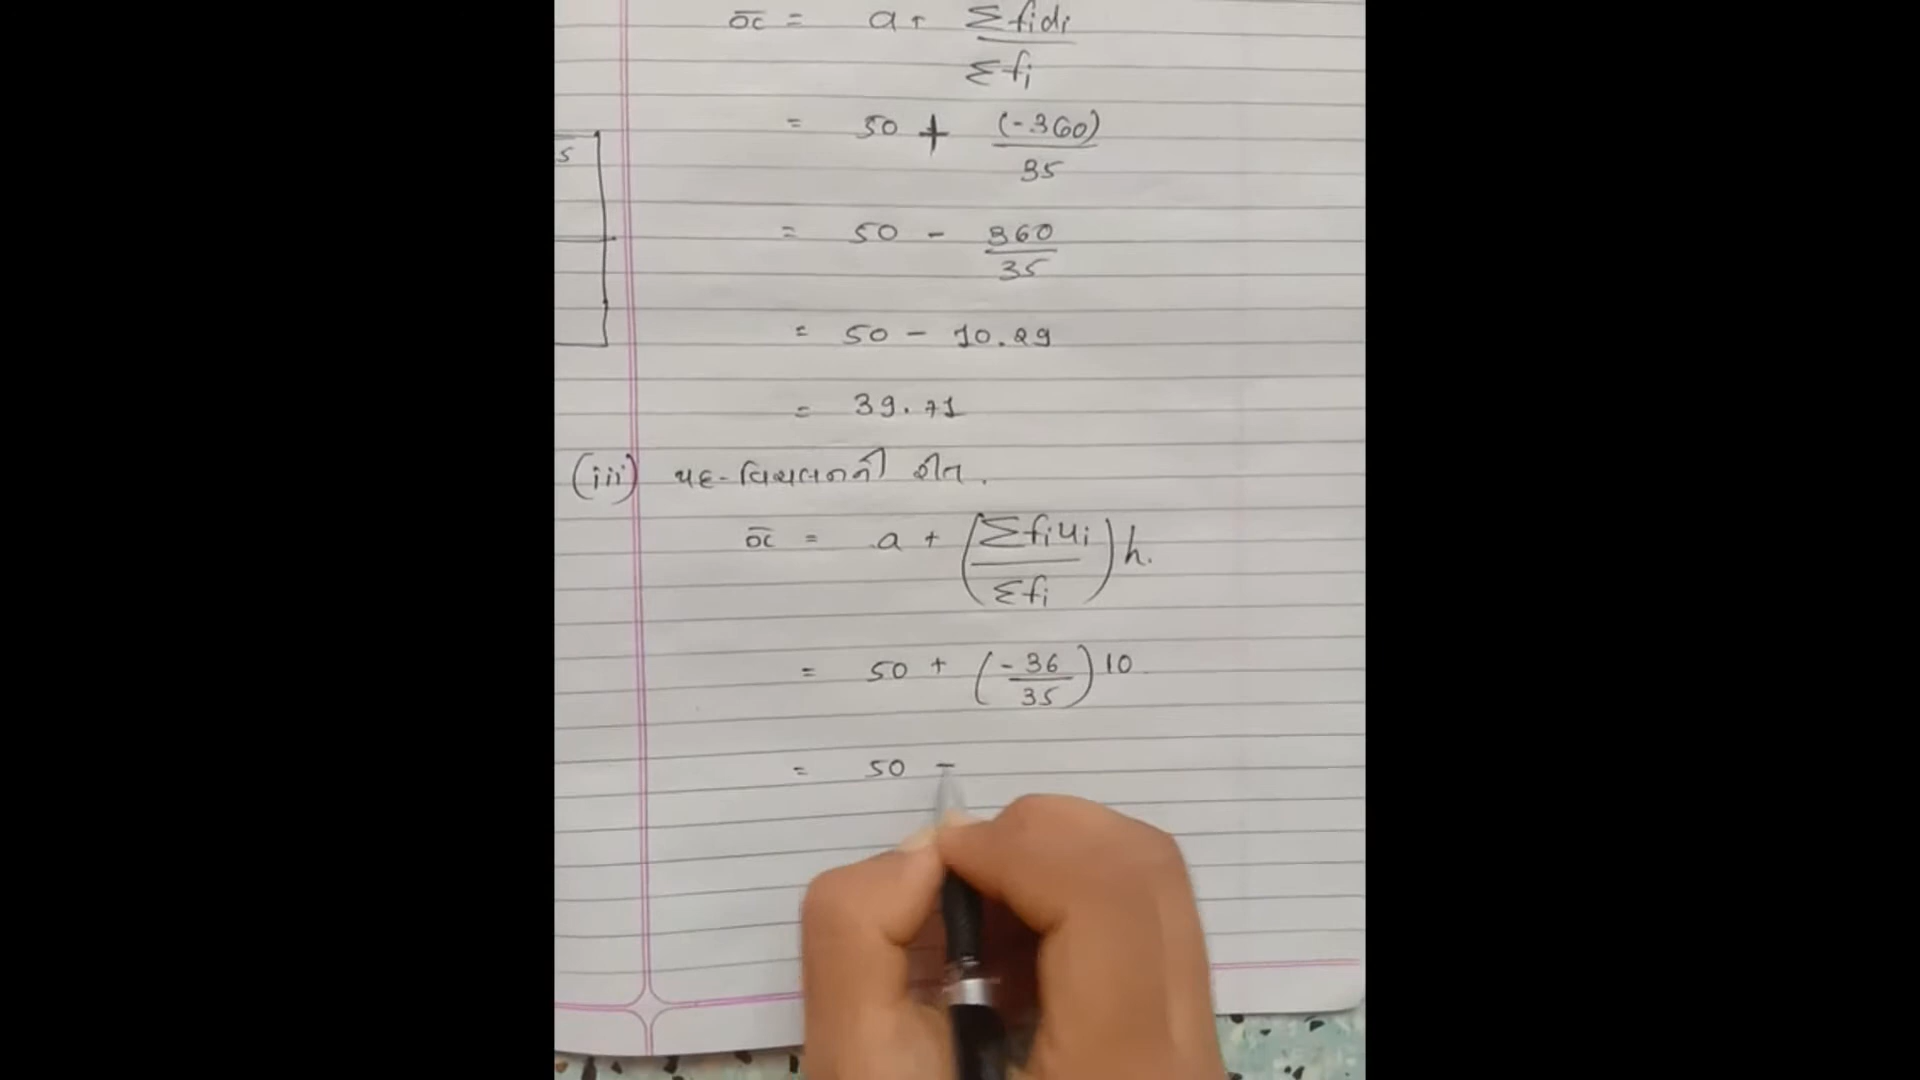 x̄ = a + Σfidi / Σfi
= 50 + (-360) / 35
= 50 - 360 / 35
= 50 - 10.29
= 39.71
(iii) પદ-વિચલનની રીત.
x̄ = a + (Σfiui / Σfi) h.
= 50 + (-36 / 35) 10
= 50 -
5